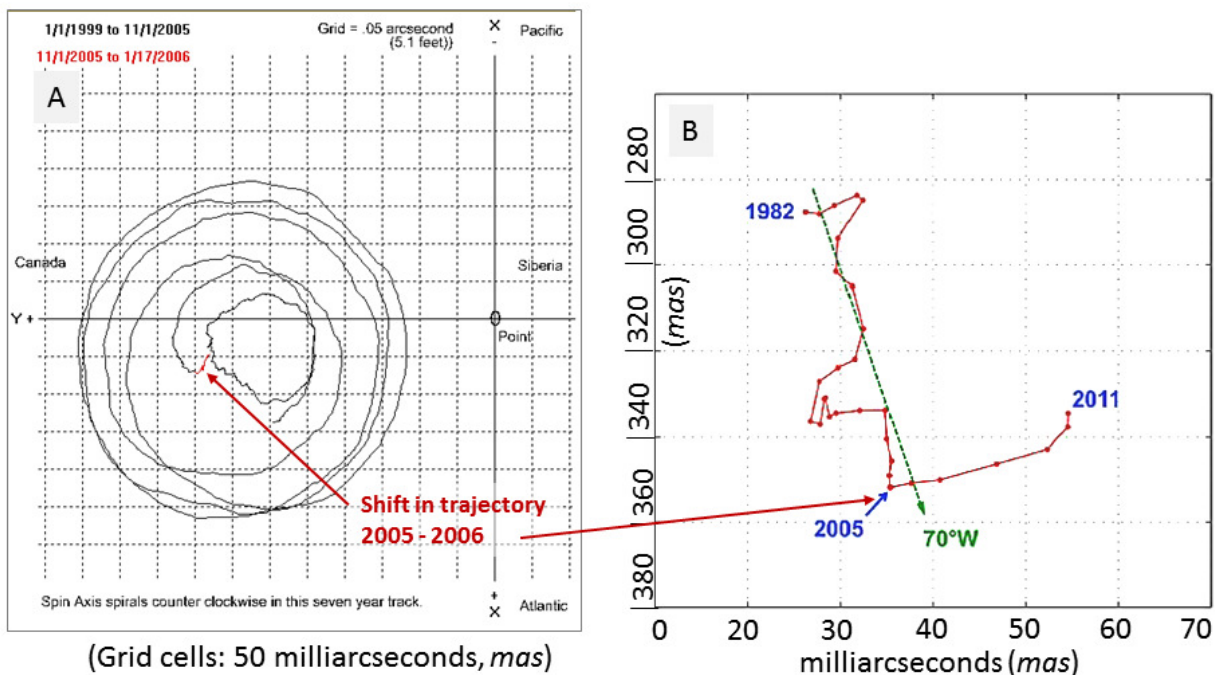 1/1/1999 to 11/1/2005
11/1/2005 to 1/17/2006
Grid = .05 arcsecond
(5.1 feet)}
X
-
Pacific
A
Canada
Siberia
Y +
Point
Shift in trajectory
2005 - 2006
+
X
Atlantic
Spin Axis spirals counter clockwise in this seven year track.
(Grid cells: 50 milliarcseconds, mas)
B
280
300
320
340
360
380
(mas)
1982
2011
2005
70°W
0 20 30 40 50 60 70
milliarcseconds (mas)